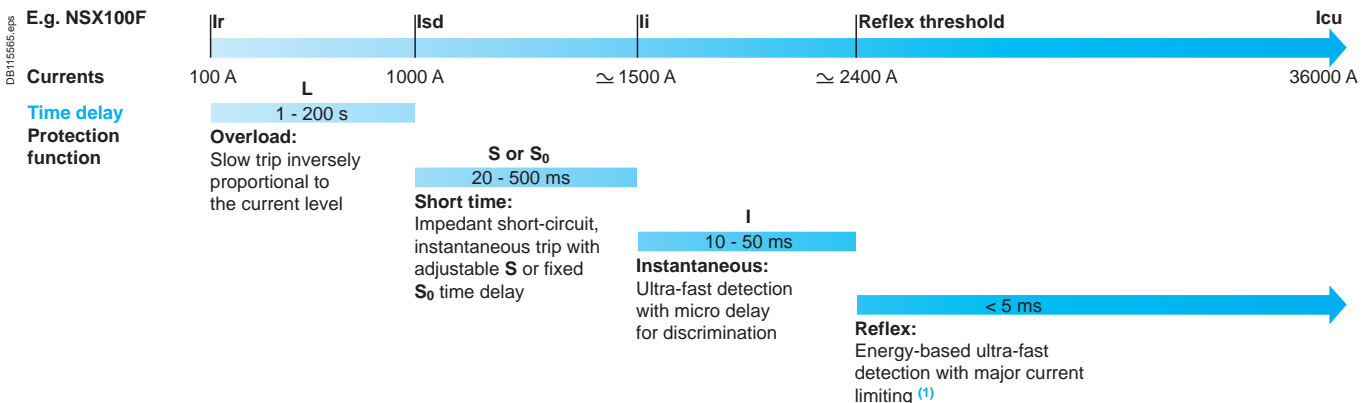 DB115565.eps
E.g. NSX100F
Ir Isd Ii Reflex threshold Icu
Currents 100 A 1000 A ≃ 1500 A ≃ 2400 A 36000 A
L
Time delay 1 - 200 s
Protection
function
Overload:
Slow trip inversely
proportional to
the current level
S or S₀
20 - 500 ms
Short time:
Impedant short-circuit,
instantaneous trip with
adjustable S or fixed
S₀ time delay
I
10 - 50 ms
Instantaneous:
Ultra-fast detection
with micro delay
for discrimination
< 5 ms
Reflex:
Energy-based ultra-fast
detection with major current
limiting (1)